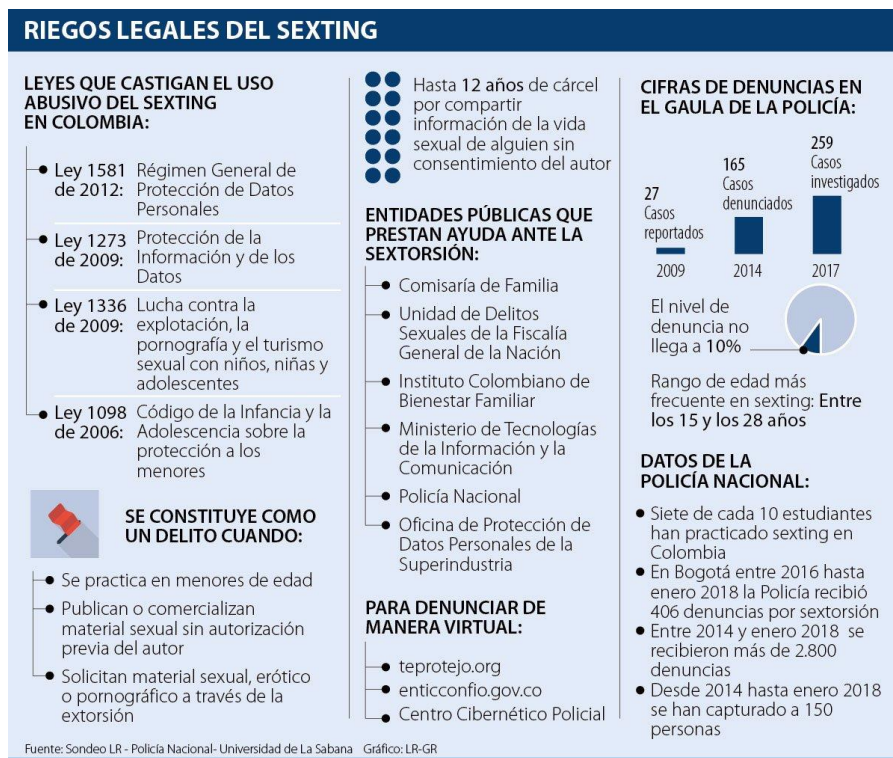 RIEGOS LEGALES DEL SEXTING
LEYES QUE CASTIGAN EL USO
ABUSIVO DEL SEXTING
EN COLOMBIA:
Ley 1581
de 2012:
Régimen General de
Protección de Datos
Personales
Ley 1273
de 2009:
Protección de la
Información y de los
Datos
Ley 1336
de 2009:
Lucha contra la
explotación, la
pornografía y el turismo
sexual con niños, niñas y
adolescentes
Ley 1098
de 2006:
Código de la Infancia y la
Adolescencia sobre la
protección a los
menores
SE CONSTITUYE COMO
UN DELITO CUANDO:
Se practica en menores de edad
Publican o comercializan
material sexual sin autorización
previa del autor
Solicitan material sexual, erótico
o pornográfico a través de la
extorsión
Hasta 12 años de cárcel
por compartir
información de la vida
sexual de alguien sin
consentimiento del autor
ENTIDADES PÚBLICAS QUE
PRESTAN AYUDA ANTE LA
SEXTORSIÓN:
Comisaría de Familia
Unidad de Delitos
Sexuales de la Fiscalía
General de la Nación
Instituto Colombiano de
Bienestar Familiar
Ministerio de Tecnologías
de la Información y la
Comunicación
Policía Nacional
Oficina de Protección de
Datos Personales de la
Superindustria
PARA DENUNCIAR DE
MANERA VIRTUAL:
teprotejo.org
enticconfio.gov.co
Centro Cibernético Policial
CIFRAS DE DENUNCIAS EN
EL GAULA DE LA POLICÍA:
27
Casos
reportados
2009
165
Casos
denunciados
2014
259
Casos
investigados
2017
El nivel de
denuncia no
llega a 10%
Rango de edad más
frecuente en sexting: Entre
los 15 y los 28 años
DATOS DE LA
POLICÍA NACIONAL:
Siete de cada 10 estudiantes
han practicado sexting en
Colombia
En Bogotá entre 2016 hasta
enero 2018 la Policía recibió
406 denuncias por sextorsión
Entre 2014 y enero 2018 se
recibieron más de 2.800
denuncias
Desde 2014 hasta enero 2018
se han capturado a 150
personas
Fuente: Sondeo LR - Policía Nacional- Universidad de La Sabana Gráfico: LR-GR